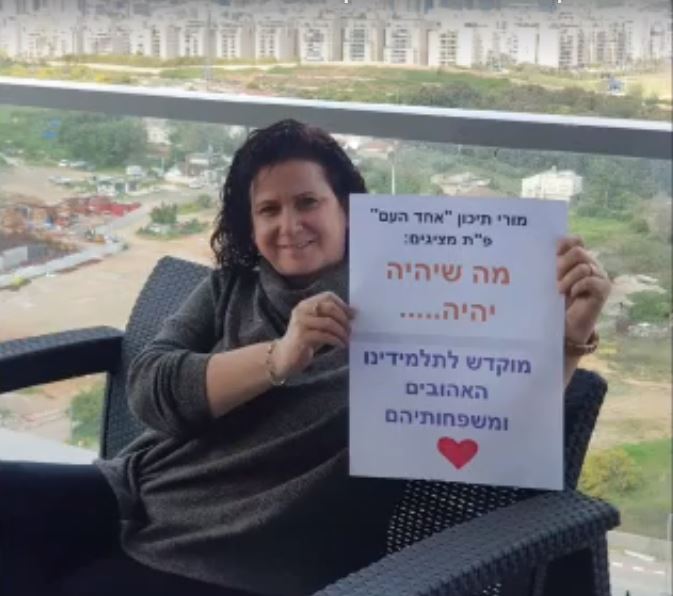 מורי תיכון "אחד העם"
פ"ת מציגים:
מה שיהיה
יהיה.....
מוקדש לתלמידינו
האהובים
ומשפחותיהם